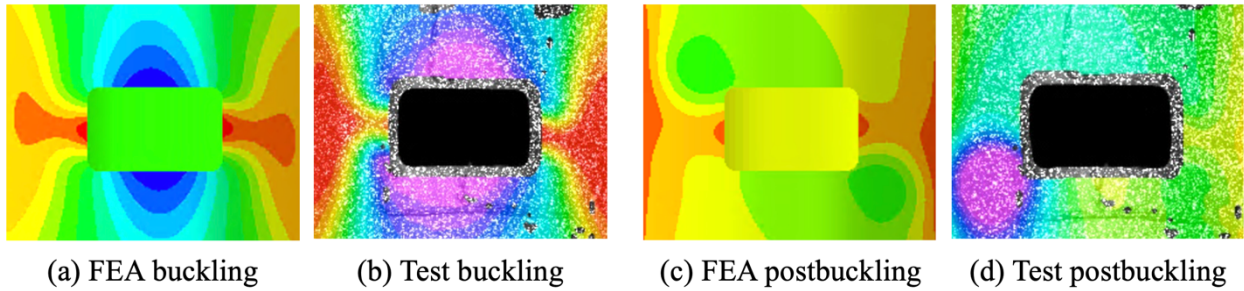 (a) FEA buckling
(b) Test buckling
(c) FEA postbuckling
(d) Test postbuckling